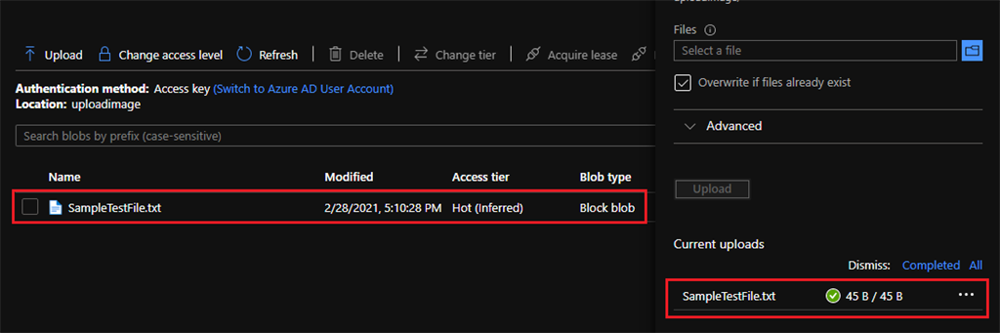 Upload Change access level Refresh Delete Change tier Acquire lease
Authentication method: Access key (Switch to Azure AD User Account)
Location: uploadimage
Search blobs by prefix (case-sensitive)
Name Modified Access tier Blob type
SampleTestFile.txt 2/28/2021, 5:10:28 PM Hot (Inferred) Block blob
Files
Select a file
Overwrite if files already exist
Advanced
Upload
Current uploads
Dismiss: Completed All
SampleTestFile.txt 45 B / 45 B